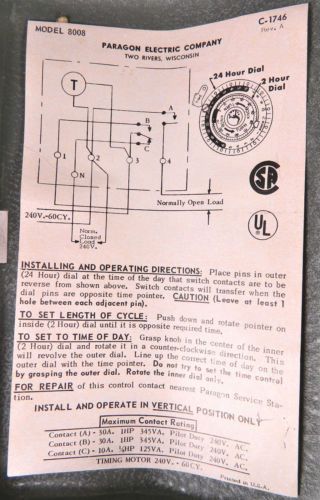 MODEL 8008
C-1746
Rev. A
PARAGON ELECTRIC COMPANY
TWO RIVERS, WISCONSIN
24 Hour Dial
2 Hour
Dial
T
A
B
C
1
2
3
4
N
Normally Open Load
240V.-60CY.
Norm.
Closed
Load
240V.
SA
UL
INSTALLING AND OPERATING DIRECTIONS: Place pins in outer
(24 Hour) dial at the time of the day that switch contacts are to be
reverse from shown above. Switch contacts will transfer when the
dial pins are opposite time pointer. CAUTION (Leave at least 1
hole between each adjacent pin).
TO SET LENGTH OF CYCLE: Push down and rotate pointer on
inside (2 Hour) dial until it is opposite required time.
TO SET TO TIME OF DAY: Grasp knob in the center of the inner
(2 Hour) dial and rotate it in a counter-clockwise direction. This
will revolve the outer dial. Line up the correct time of day on the
outer dial with the time pointer. Do not try to set the time control
by grasping the outer dial. Rotate the inner dial only.
FOR REPAIR of this control contact nearest Paragon Service Sta-
tion.
INSTALL AND OPERATE IN VERTICAL POSITION ONLY
Maximum Contact Rating
Contact (A) - 30A. 1HP 345VA. Pilot Duty 240V. AC.
Contact (B) - 30A. 1HP 345VA. Pilot Duty 240V. AC.
Contact (C) - 10A. HP 125VA. Pilot Duty 240V. AC.
TIMING MOTOR 240V. - 60CY.
Printed in U.S.A.